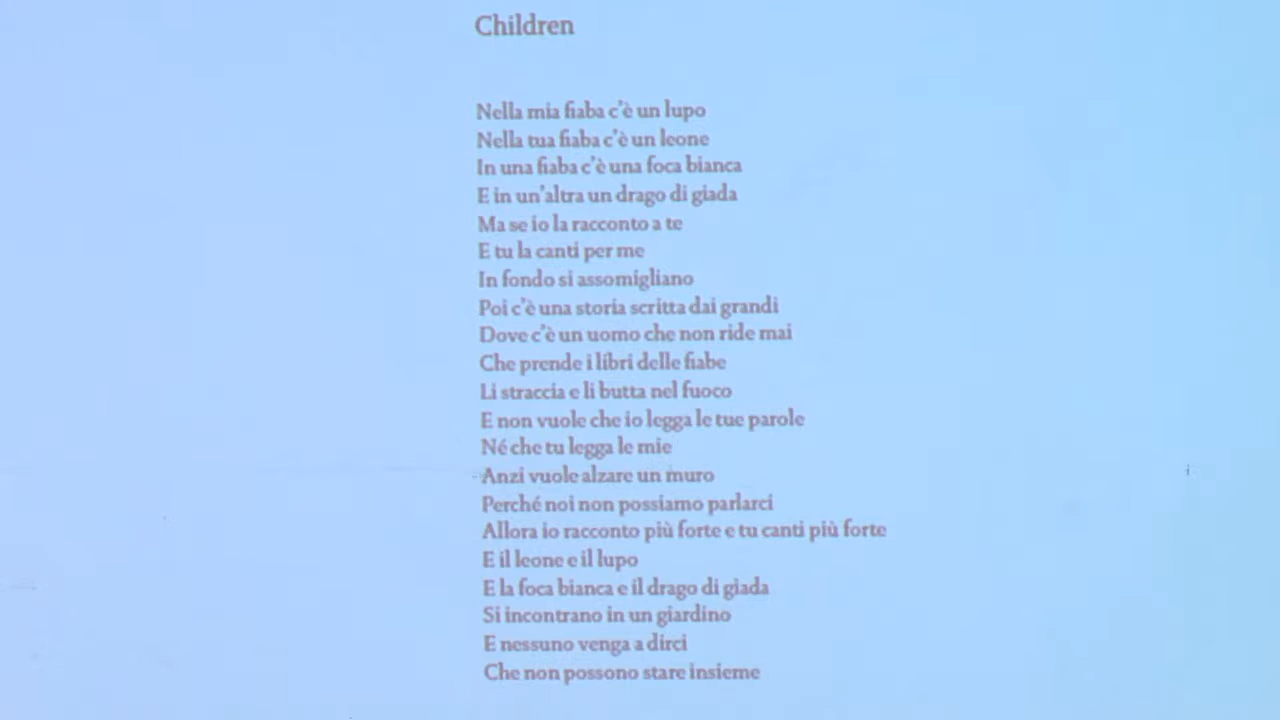 Children
Nella mia fiaba c'è un lupo
Nella tua fiaba c'è un leone
In una fiaba c'è una foca bianca
E in un'altra un drago di giada
Ma se io la racconto a te
E tu la canti per me
In fondo si assomigliano
Poi c'è una storia scritta dai grandi
Dove c'è un uomo che non ride mai
Che prende i libri delle fiabe
Li straccia e li butta nel fuoco
E non vuole che io legga le tue parole
Né che tu legga le mie
Anzi vuole alzare un muro
Perché noi non possiamo parlarci
Allora io racconto più forte e tu canti più forte
E il leone e il lupo
E la foca bianca e il drago di giada
Si incontrano in un giardino
E nessuno venga a dirci
Che non possono stare insieme